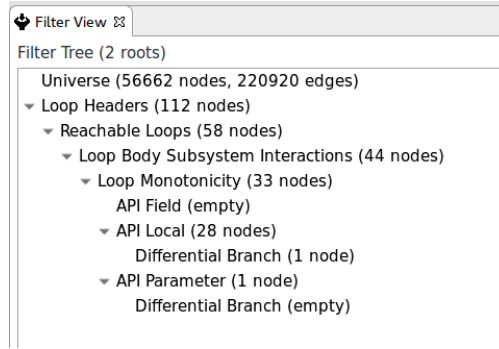 Filter View
Filter Tree (2 roots)
Universe (56662 nodes, 220920 edges)
Loop Headers (112 nodes)
Reachable Loops (58 nodes)
Loop Body Subsystem Interactions (44 nodes)
Loop Monotonicity (33 nodes)
API Field (empty)
API Local (28 nodes)
Differential Branch (1 node)
API Parameter (1 node)
Differential Branch (empty)